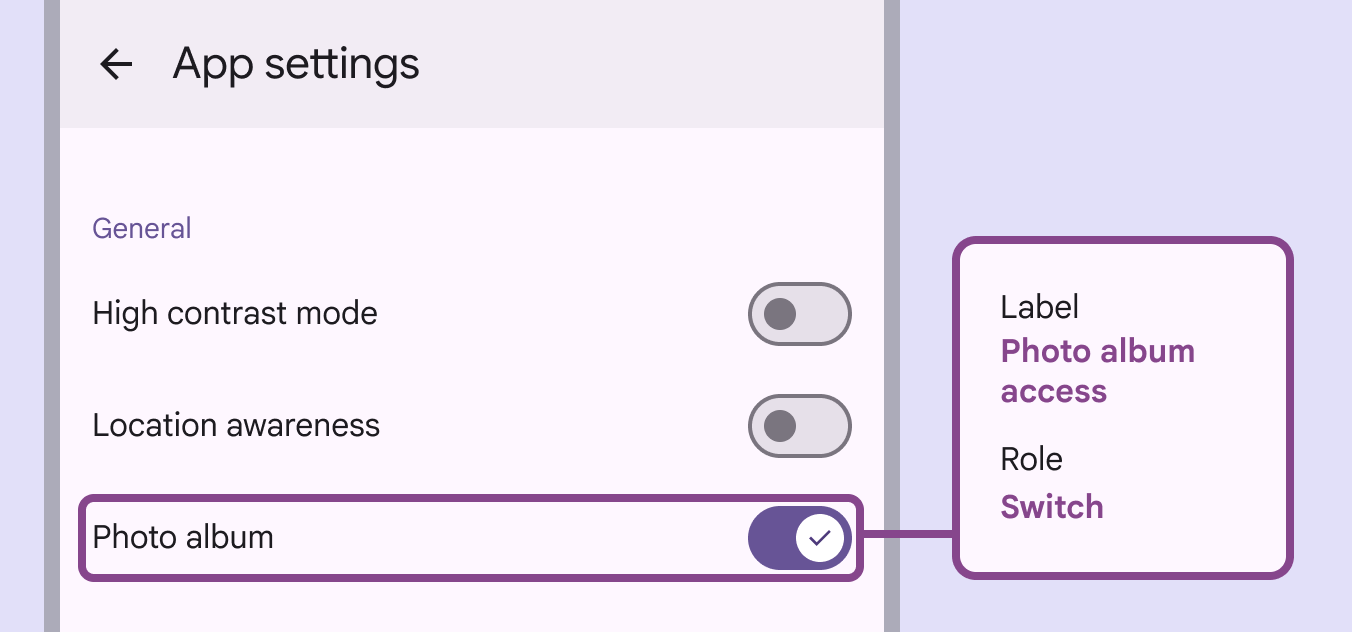 App settings
General
High contrast mode
Location awareness
Photo album
Label
Photo album
access
Role
Switch